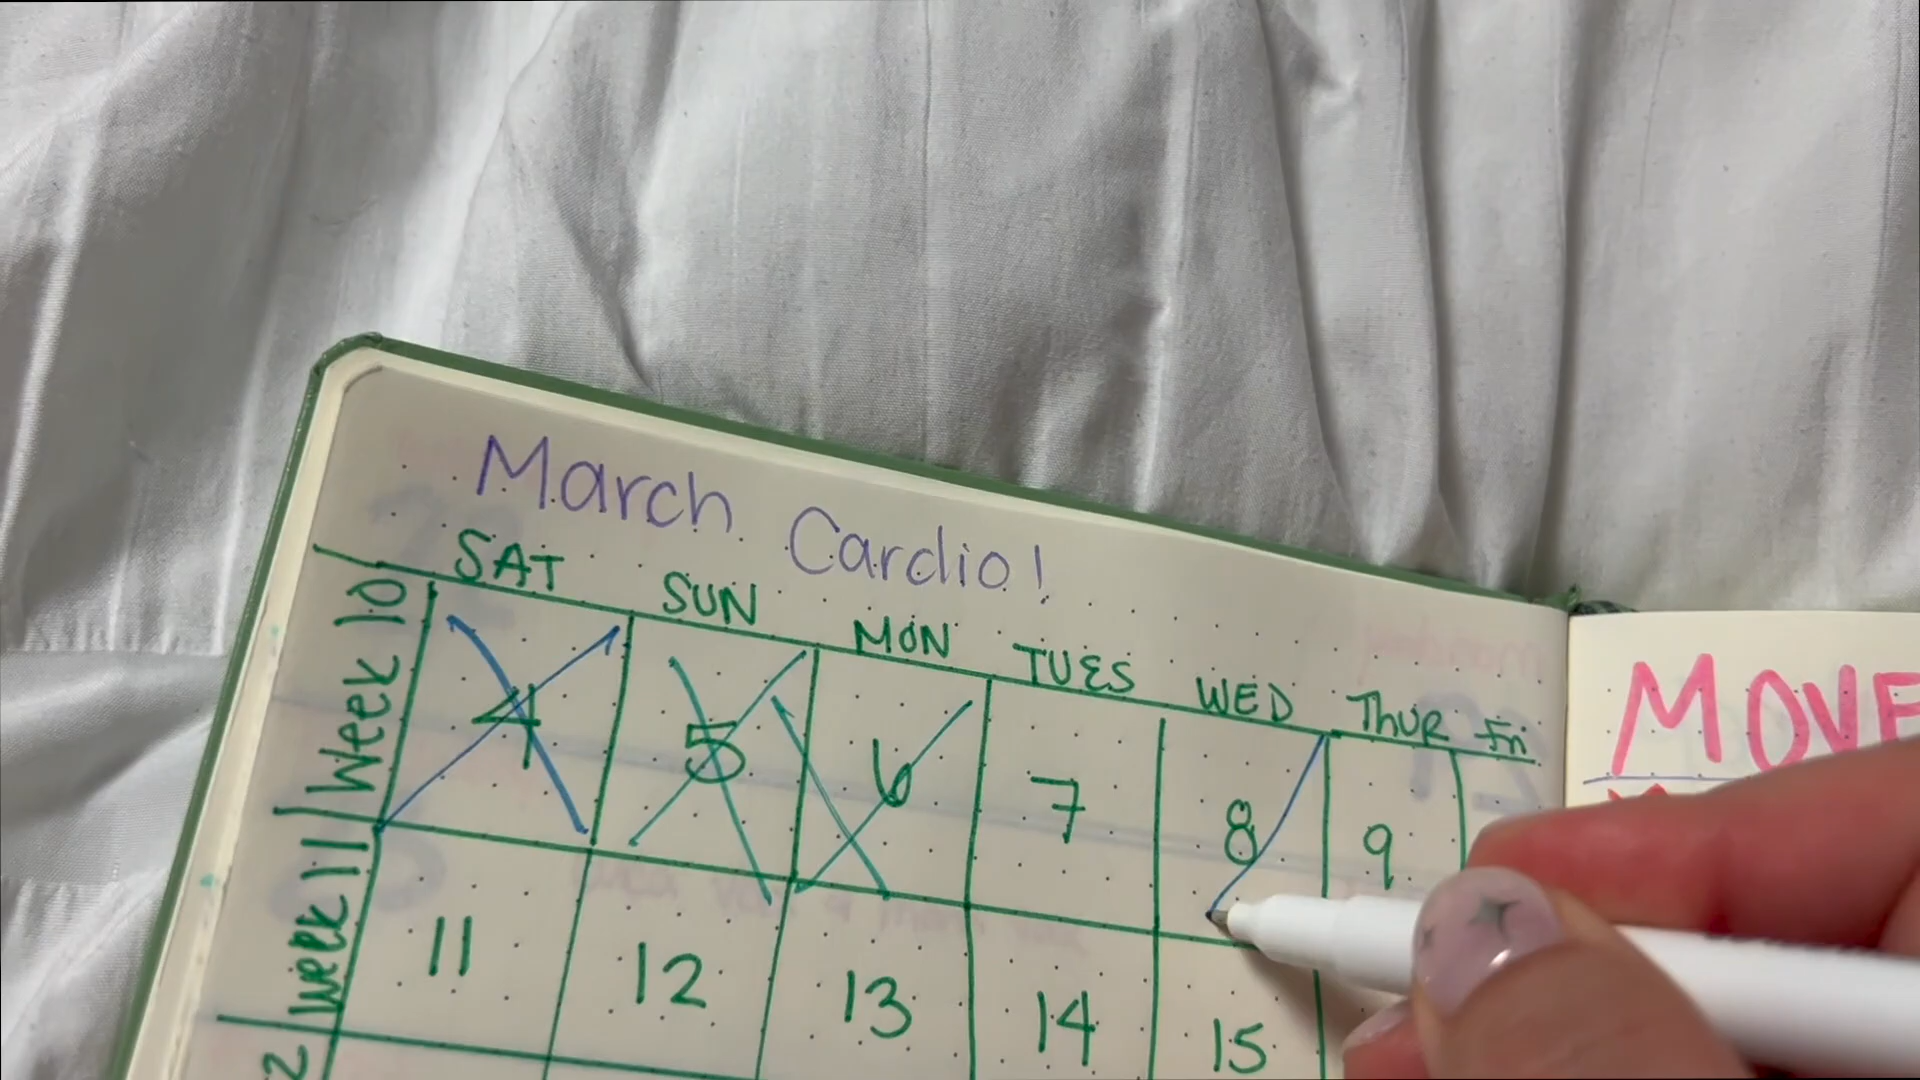 March Cardio!
SAT SUN MON TUES WED THUR Fri
Week 10
4 5 6 7 8 9
Week 11
11 12 13 14 15
2
MOVE